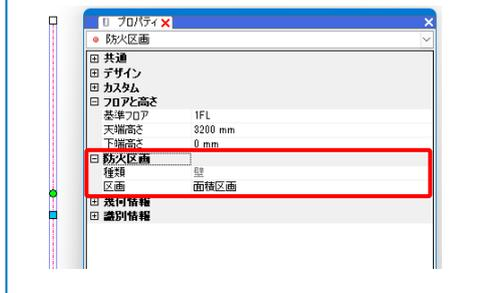 プロパティ
防火区画
共通
デザイン
カスタム
フロアと高さ
基準フロア 1FL
天端高さ 3200 mm
下端高さ 0 mm
防火区画
種類 壁
区画 面積区画
幾何情報
識別情報